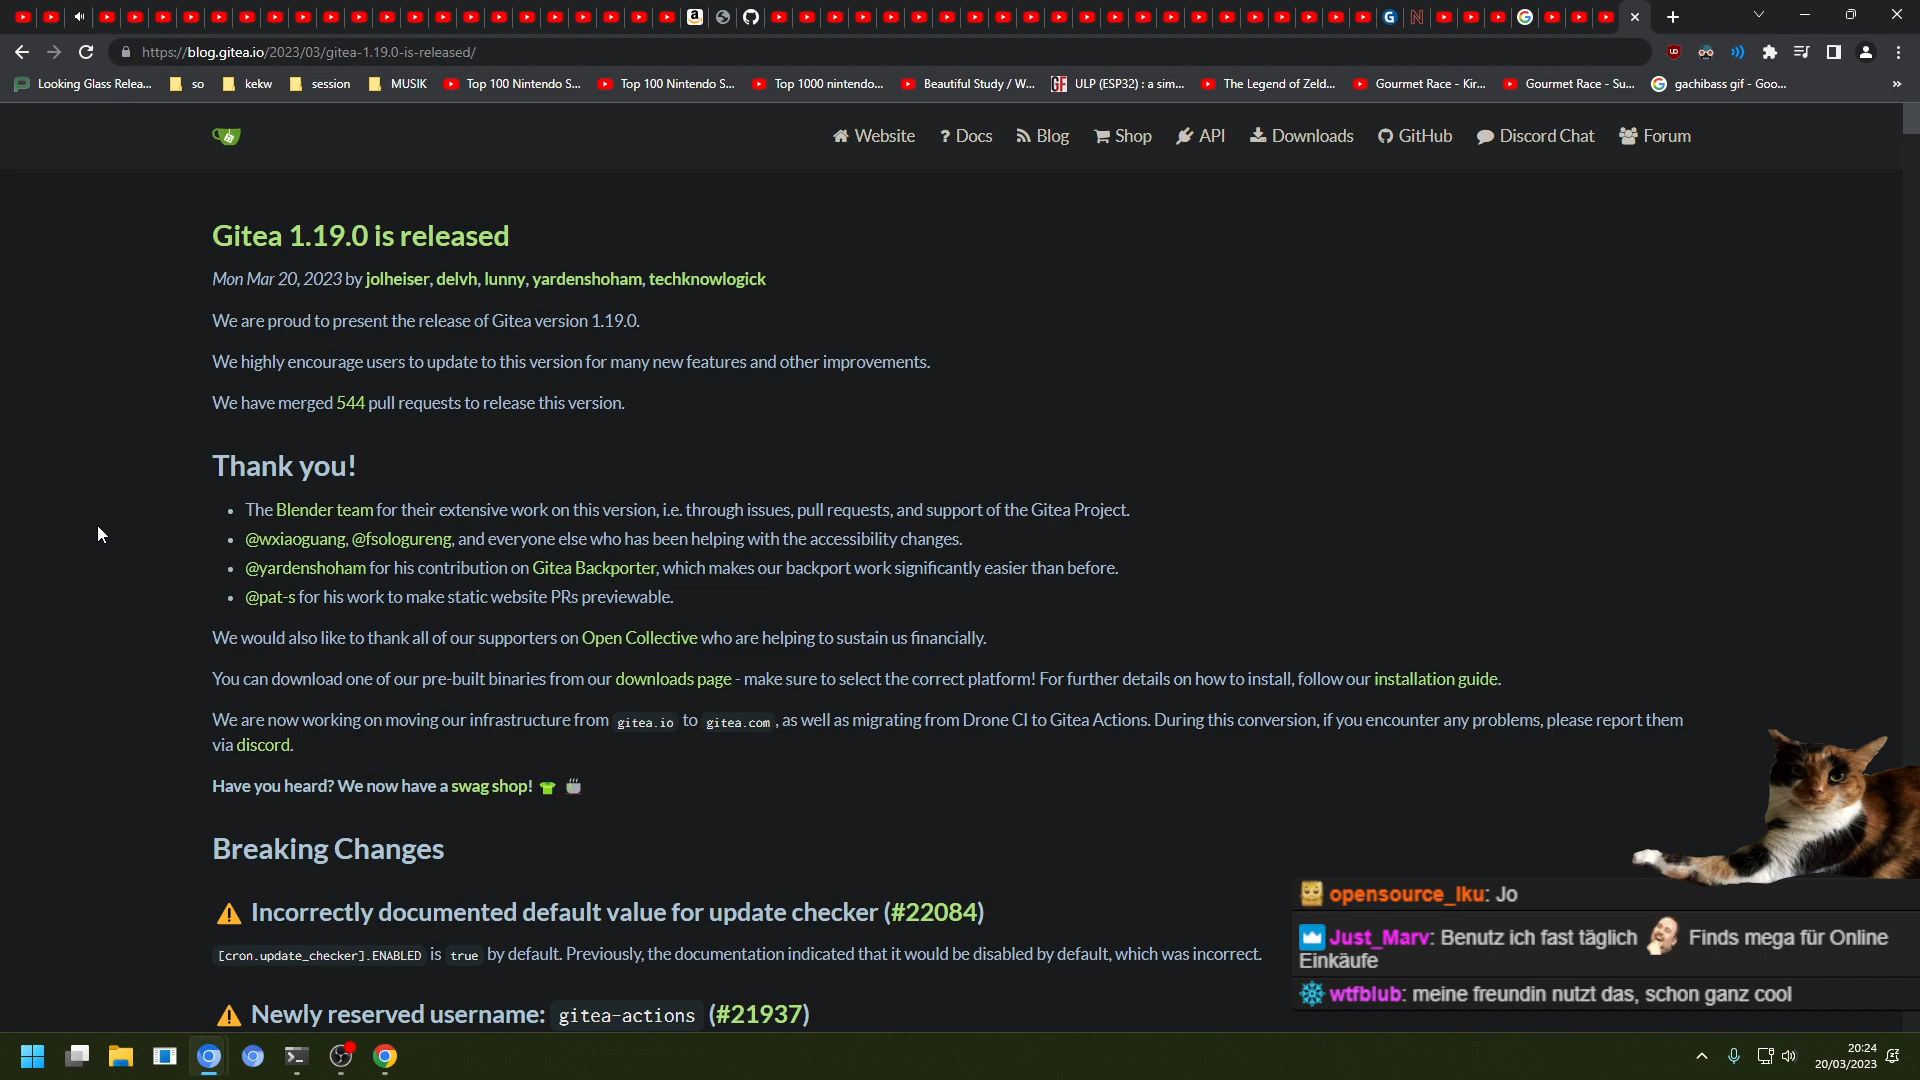 https://blog.gitea.io/2023/03/gitea-1.19.0-is-released/
Looking Glass Relea... so kekw session MUSIK Top 100 Nintendo S... Top 100 Nintendo S... Top 1000 nintendo... Beautiful Study / W... ULP (ESP32) : a sim... The Legend of Zeld... Gourmet Race - Kir... Gourmet Race - Su... gachibass gif - Goo... »
Website ? Docs Blog Shop API Downloads GitHub Discord Chat Forum
Gitea 1.19.0 is released
Mon Mar 20, 2023 by jolheiser, delvh, lunny, yardenshoham, techknowlogick
We are proud to present the release of Gitea version 1.19.0.
We highly encourage users to update to this version for many new features and other improvements.
We have merged 544 pull requests to release this version.
Thank you!
• The Blender team for their extensive work on this version, i.e. through issues, pull requests, and support of the Gitea Project.
• @wxiaoguang, @fsologureng, and everyone else who has been helping with the accessibility changes.
• @yardenshoham for his contribution on Gitea Backporter, which makes our backport work significantly easier than before.
• @pat-s for his work to make static website PRs previewable.
We would also like to thank all of our supporters on Open Collective who are helping to sustain us financially.
You can download one of our pre-built binaries from our downloads page - make sure to select the correct platform! For further details on how to install, follow our installation guide.
We are now working on moving our infrastructure from gitea.io to gitea.com, as well as migrating from Drone CI to Gitea Actions. During this conversion, if you encounter any problems, please report them
via discord.
Have you heard? We now have a swag shop! 👕 🍵
Breaking Changes
⚠️ Incorrectly documented default value for update checker (#22084)
[cron.update_checker].ENABLED is true by default. Previously, the documentation indicated that it would be disabled by default, which was incorrect.
⚠️ Newly reserved username: gitea-actions (#21937)
opensource_lku: Jo
Just_Marv: Benutz ich fast täglich Finds mega für Online
Einkäufe
wtfblub: meine freundin nutzt das, schon ganz cool
20:24
20/03/2023